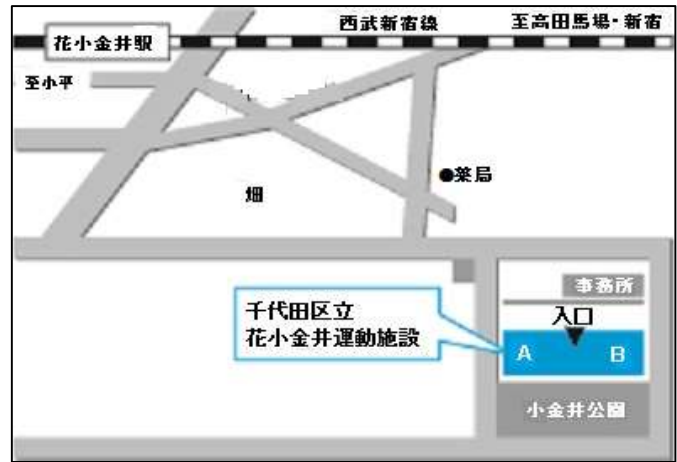 西武新宿線
至高田馬場・新宿
花小金井駅
至小平
●薬局
畑
事務所
入口
千代田区立
花小金井運動施設
A B
小金井公園